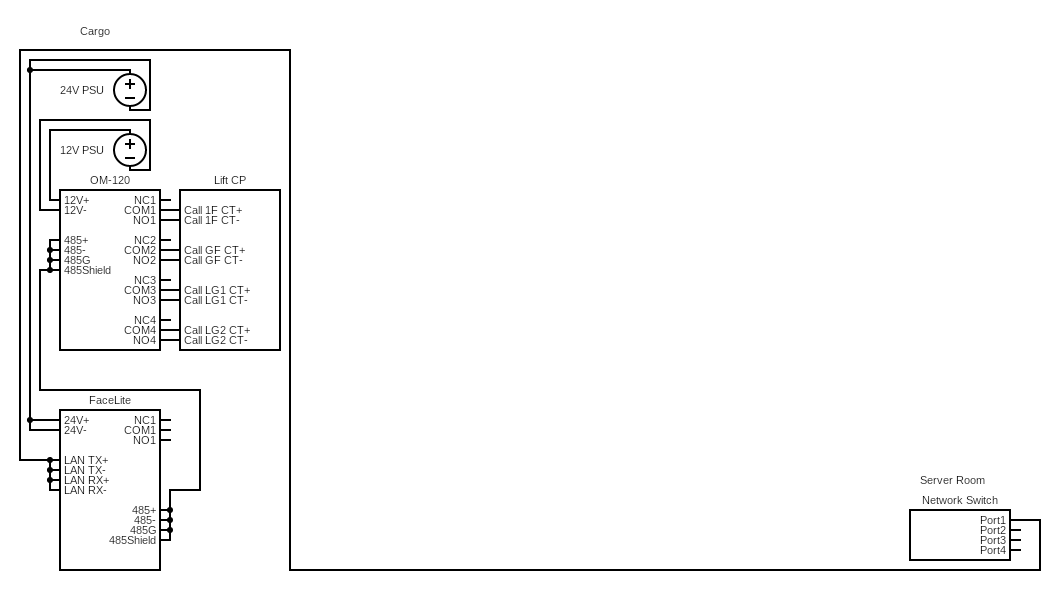 Cargo
24V PSU
12V PSU
OM-120
Lift CP
12V+
12V-
485+
485-
485G
485Shield
NC1
COM1
NO1
NC2
COM2
NO2
NC3
COM3
NO3
NC4
COM4
NO4
Call 1F CT+
Call 1F CT-
Call GF CT+
Call GF CT-
Call LG1 CT+
Call LG1 CT-
Call LG2 CT+
Call LG2 CT-
FaceLite
24V+
24V-
LAN TX+
LAN TX-
LAN RX+
LAN RX-
NC1
COM1
NO1
485+
485-
485G
485Shield
Server Room
Network Switch
Port1
Port2
Port3
Port4